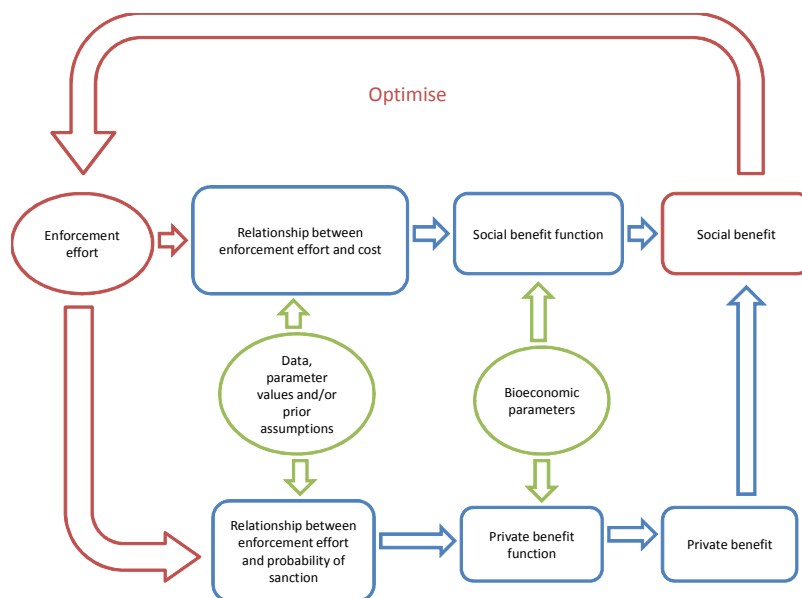 Optimise
Enforcement
effort
Relationship between
enforcement effort and cost
Social benefit function
Social benefit
Data,
parameter
values and/or
prior
assumptions
Bioeconomic
parameters
Relationship between
enforcement effort
and probability of
sanction
Private benefit
function
Private benefit